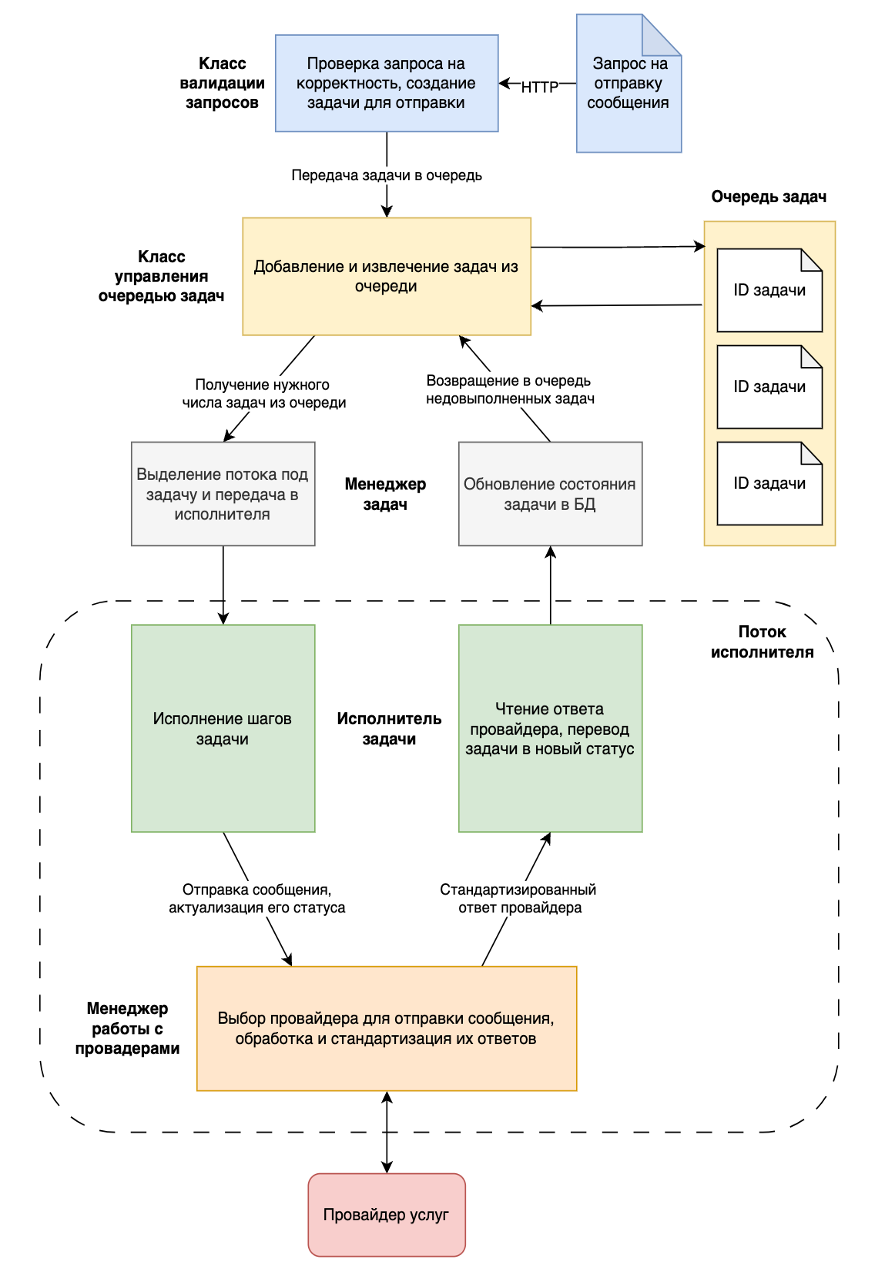 Класс
валидации
запросов
Проверка запроса на
корректность, создание
задачи для отправки
HTTP
Запрос на
отправку
сообщения
Передача задачи в очередь
Очередь задач
Класс
управления
очередью задач
Добавление и извлечение задач из
очереди
ID задачи
ID задачи
ID задачи
Получение нужного
числа задач из очереди
Возвращение в очередь
недовыполненных задач
Выделение потока под
задачу и передача в
исполнителя
Менеджер
задач
Обновление состояния
задачи в БД
Поток
исполнителя
Исполнение шагов
задачи
Исполнитель
задачи
Чтение ответа
провайдера, перевод
задачи в новый статус
Отправка сообщения,
актуализация его статуса
Стандартизированный
ответ провайдера
Менеджер
работы с
провадерами
Выбор провайдера для отправки сообщения,
обработка и стандартизация их ответов
Провайдер услуг